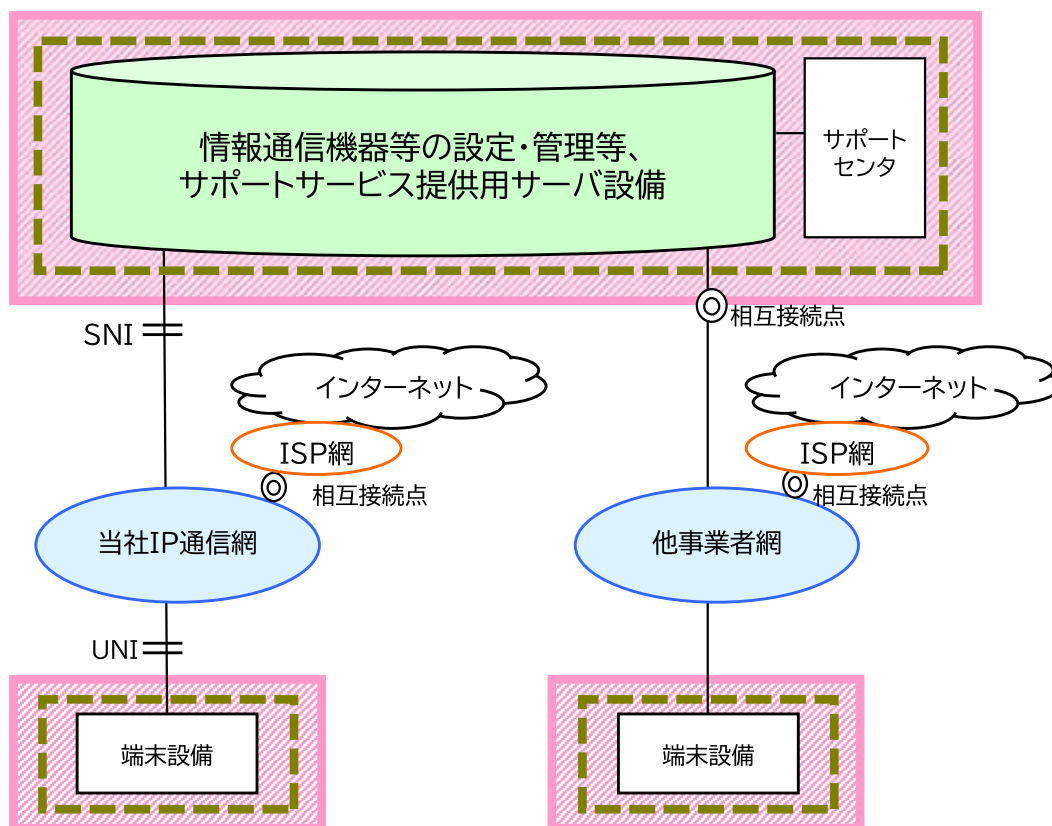 情報通信機器等の設定・管理等、
サポートサービス提供用サーバ設備
サポート
センタ
SNI
相互接続点
インターネット
インターネット
ISP網
ISP網
相互接続点
相互接続点
当社IP通信網
他事業者網
UNI
端末設備
端末設備